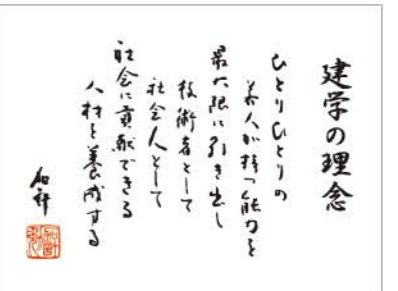 建学の理念
ひとりひとりの
若人が持つ能力を
最大限に引き出し
技術者として
社会人として
社会に貢献できる
人材を養成する